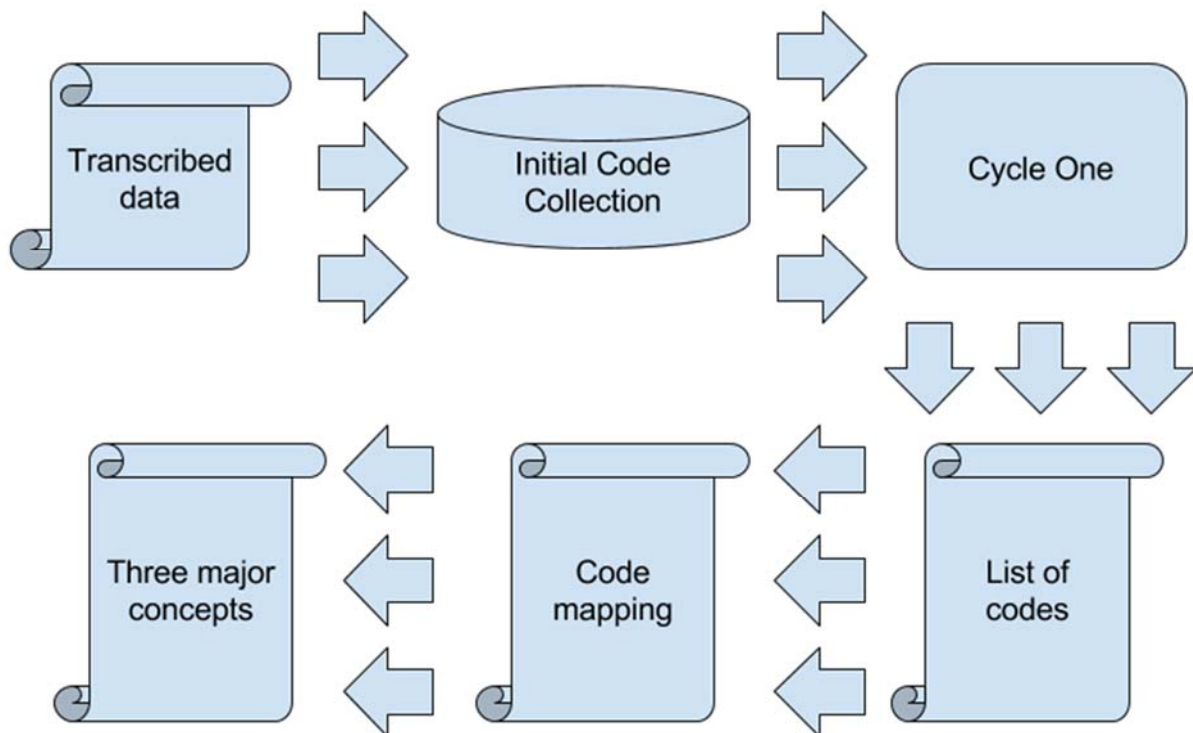 Transcribed
data
Initial Code
Collection
Cycle One
List of
codes
Code
mapping
Three major
concepts